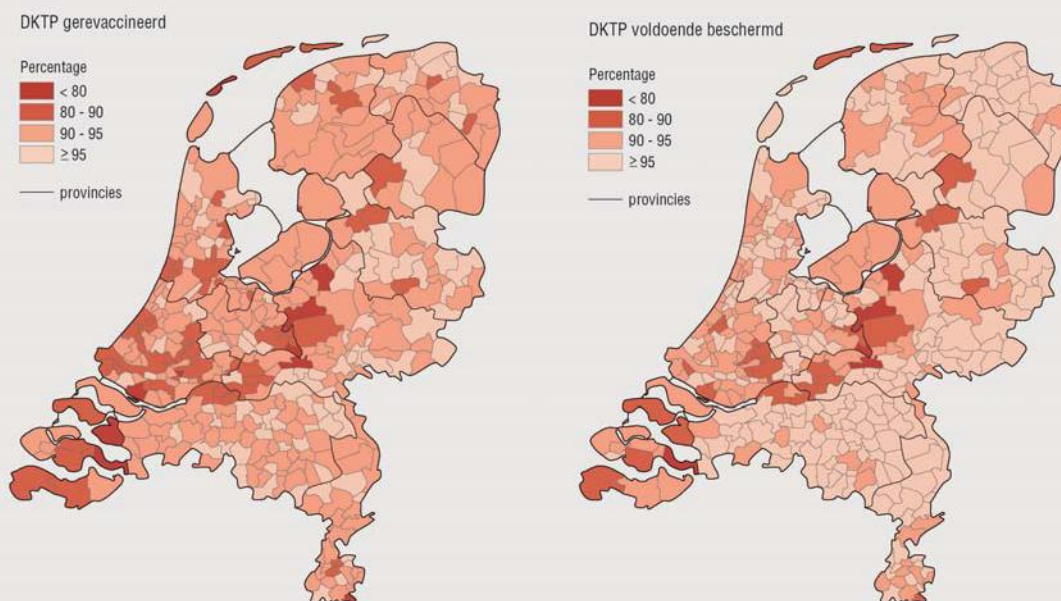 DKTP gerevaccineerd
Percentage
< 80
80 - 90
90 - 95
≥ 95
provincies
DKTP voldoende beschermd
Percentage
< 80
80 - 90
90 - 95
≥ 95
provincies